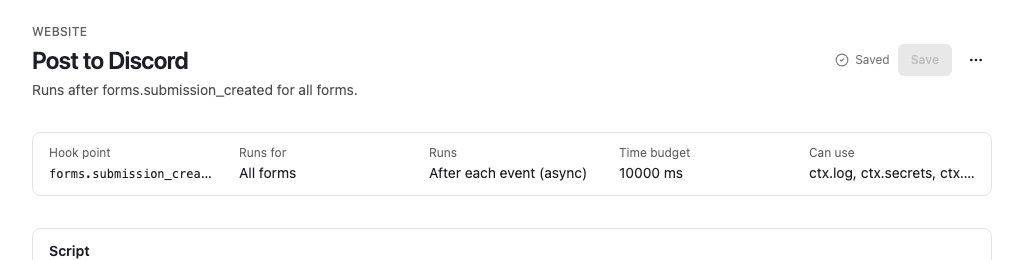 WEBSITE
Post to Discord
Saved
Save
Runs after forms.submission_created for all forms.
Hook point
Runs for
Runs
Time budget
Can use
forms.submission_crea...
All forms
After each event (async)
10000 ms
ctx.log, ctx.secrets, ctx....
Script